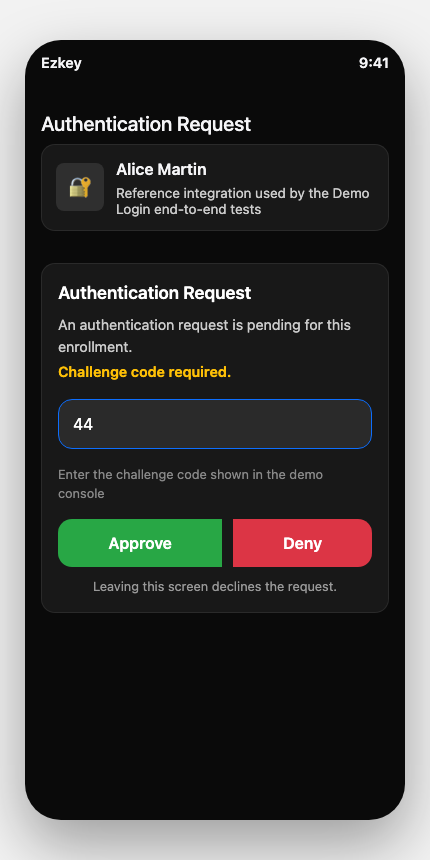 Ezkey 9:41
Authentication Request
Alice Martin
Reference integration used by the Demo
Login end-to-end tests
Authentication Request
An authentication request is pending for this
enrollment.
Challenge code required.
44
Enter the challenge code shown in the demo
console
Approve Deny
Leaving this screen declines the request.